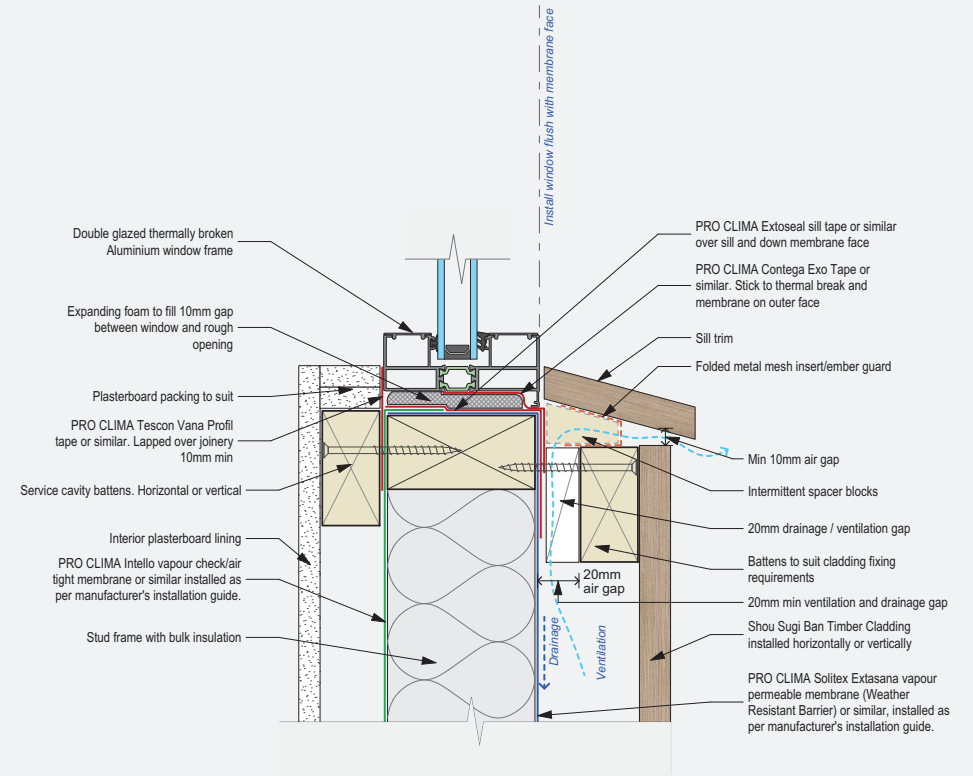 Install window flush with membrane face
Double glazed thermally broken
Aluminium window frame
Expanding foam to fill 10mm gap
between window and rough
opening
Plasterboard packing to suit
PRO CLIMA Tescon Vana Profil
tape or similar. Lapped over joinery
10mm min
Service cavity battens. Horizontal or vertical
Interior plasterboard lining
PRO CLIMA Intello vapour check/air
tight membrane or similar installed as
per manufacturer's installation guide.
Stud frame with bulk insulation
PRO CLIMA Extoseal sill tape or similar
over sill and down membrane face
PRO CLIMA Contega Exo Tape or
similar. Stick to thermal break and
membrane on outer face
Sill trim
Folded metal mesh insert/ember guard
Min 10mm air gap
Intermittent spacer blocks
20mm drainage / ventilation gap
Battens to suit cladding fixing
requirements
20mm min ventilation and drainage gap
Shou Sugi Ban Timber Cladding
installed horizontally or vertically
PRO CLIMA Solitex Extasana vapour
permeable membrane (Weather
Resistant Barrier) or similar, installed as
per manufacturer's installation guide.
20mm
air gap
Drainage
Ventilation